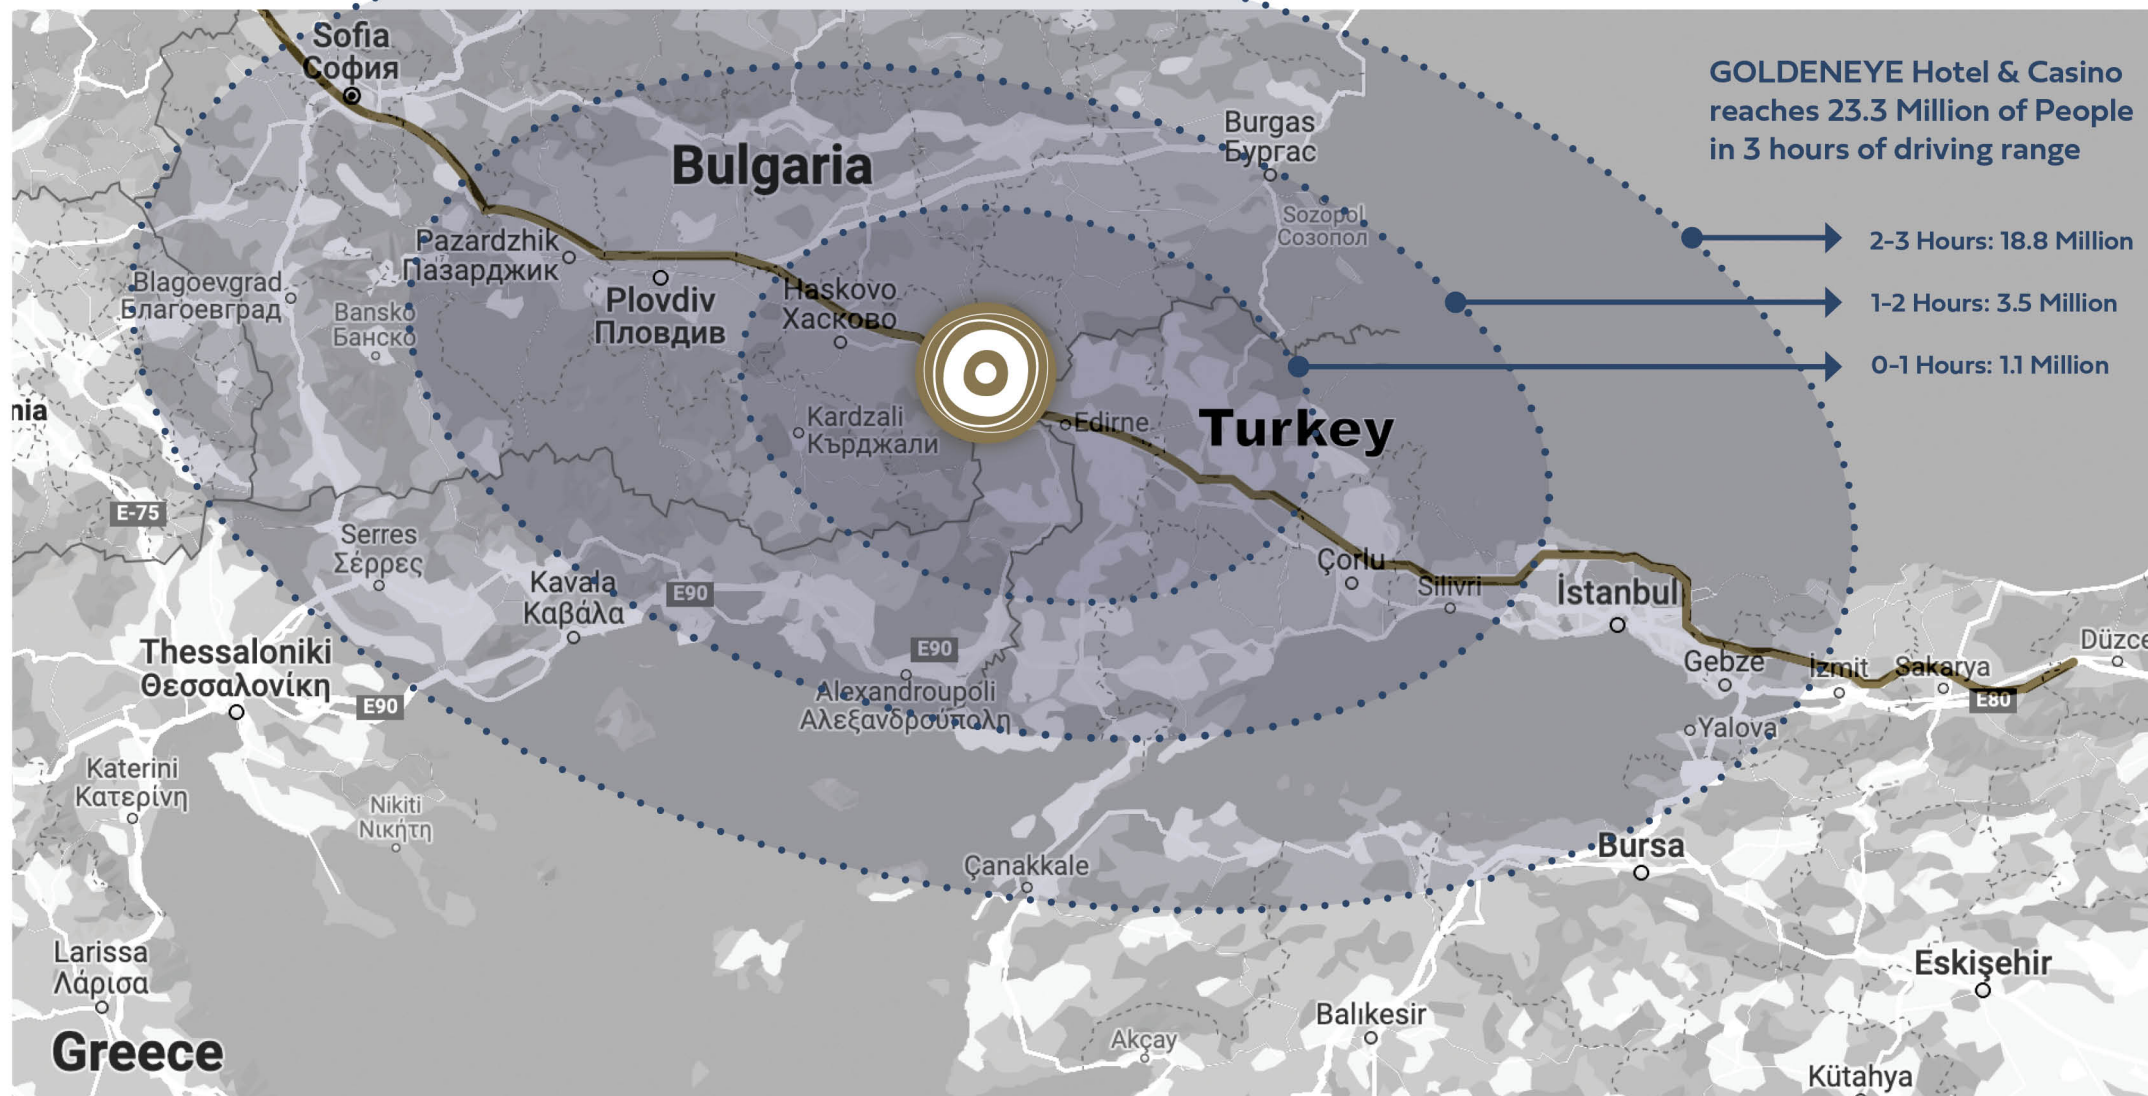 Sofia
София
GOLDENEYE Hotel & Casino
reaches 23.3 Million of People
in 3 hours of driving range
Burgas
Бургас
Bulgaria
Sozopol
Созопол
2-3 Hours: 18.8 Million
Pazardzhik
Пазарджик
Blagoevgrad
Благоевград
Plovdiv
Пловдив
Haskovo
Хасково
1-2 Hours: 3.5 Million
Bansko
Банско
0-1 Hours: 1.1 Million
nia
Kardzali
Кърджали
Edirne
Turkey
E-75
Serres
Σέρρες
Kavala
Καβάλα
E90
Çorlu
Silivri
İstanbul
Thessaloniki
Θεσσαλονίκη
E90
E90
Alexandroupoli
Αλεξανδρούπολη
Gebze
İzmit
Sakarya
Düzce
E80
Yalova
Katerini
Κατερίνη
Nikiti
Νικήτη
Çanakkale
Bursa
Larissa
Λάρισα
Eskişehir
Greece
Balıkesir
Akçay
Kütahya